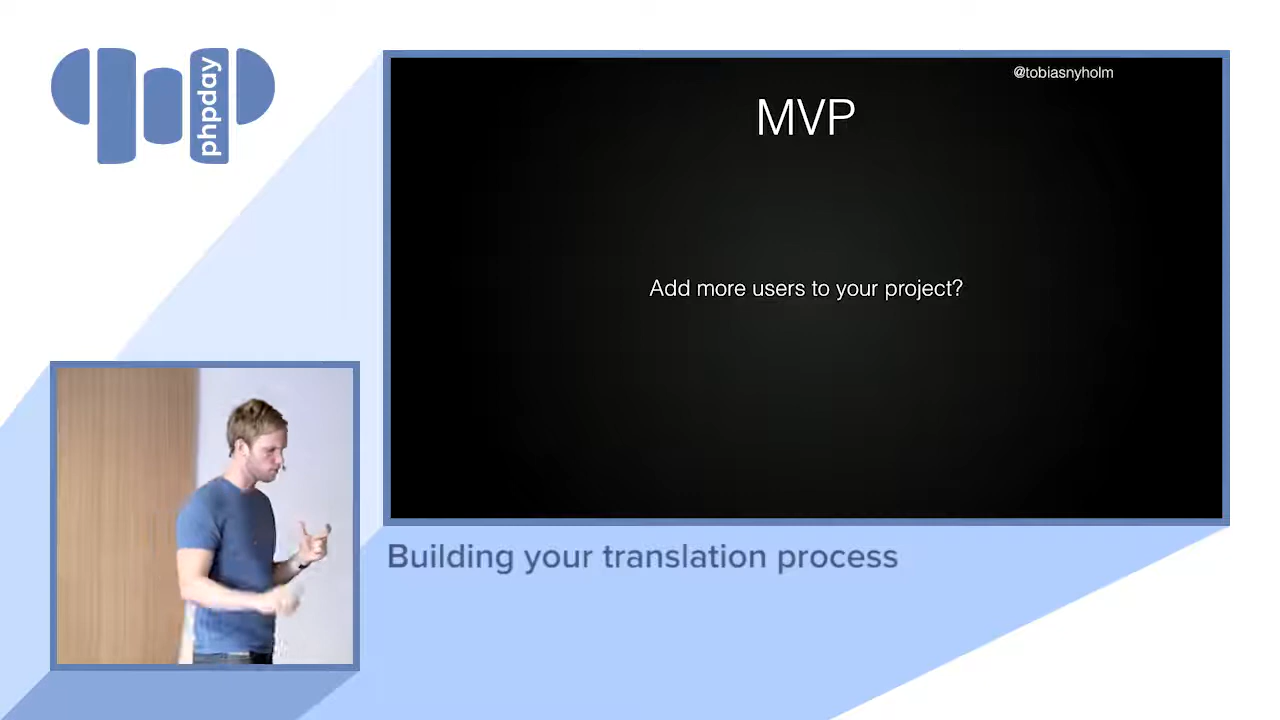 phpday
@tobiasnyholm
MVP
Add more users to your project?
Building your translation process